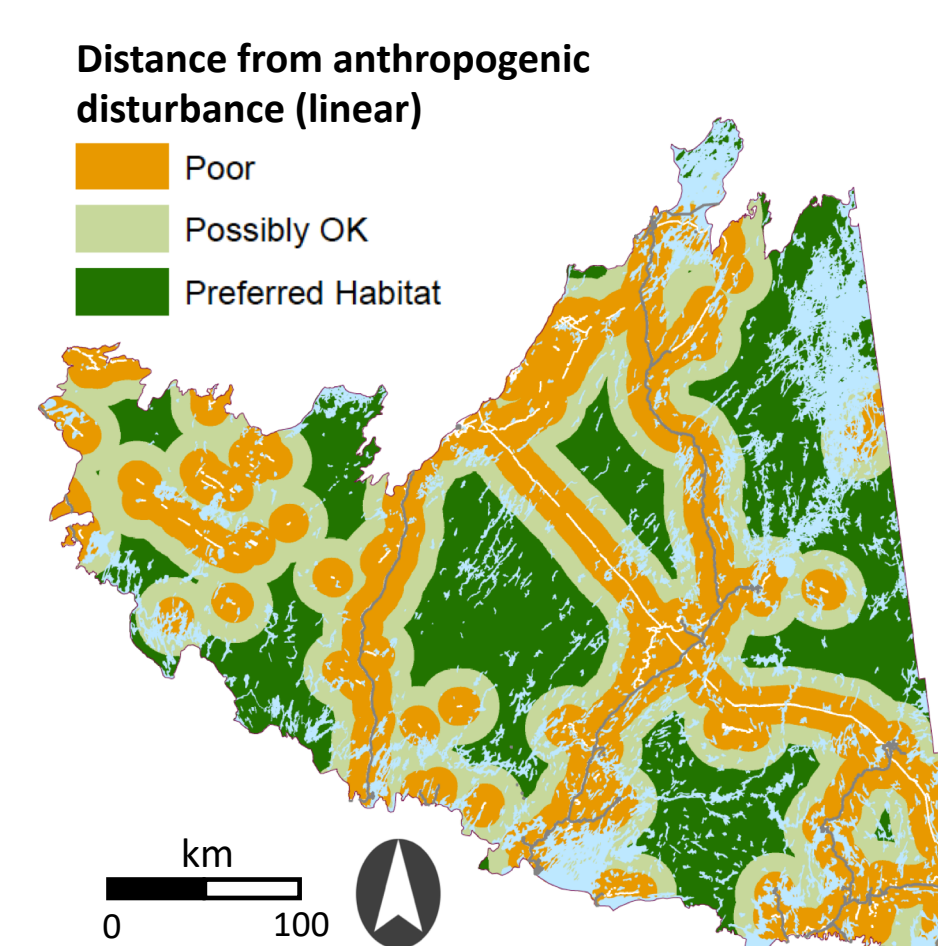 Distance from anthropogenic
disturbance (linear)
Poor
Possibly OK
Preferred Habitat
km
0 100